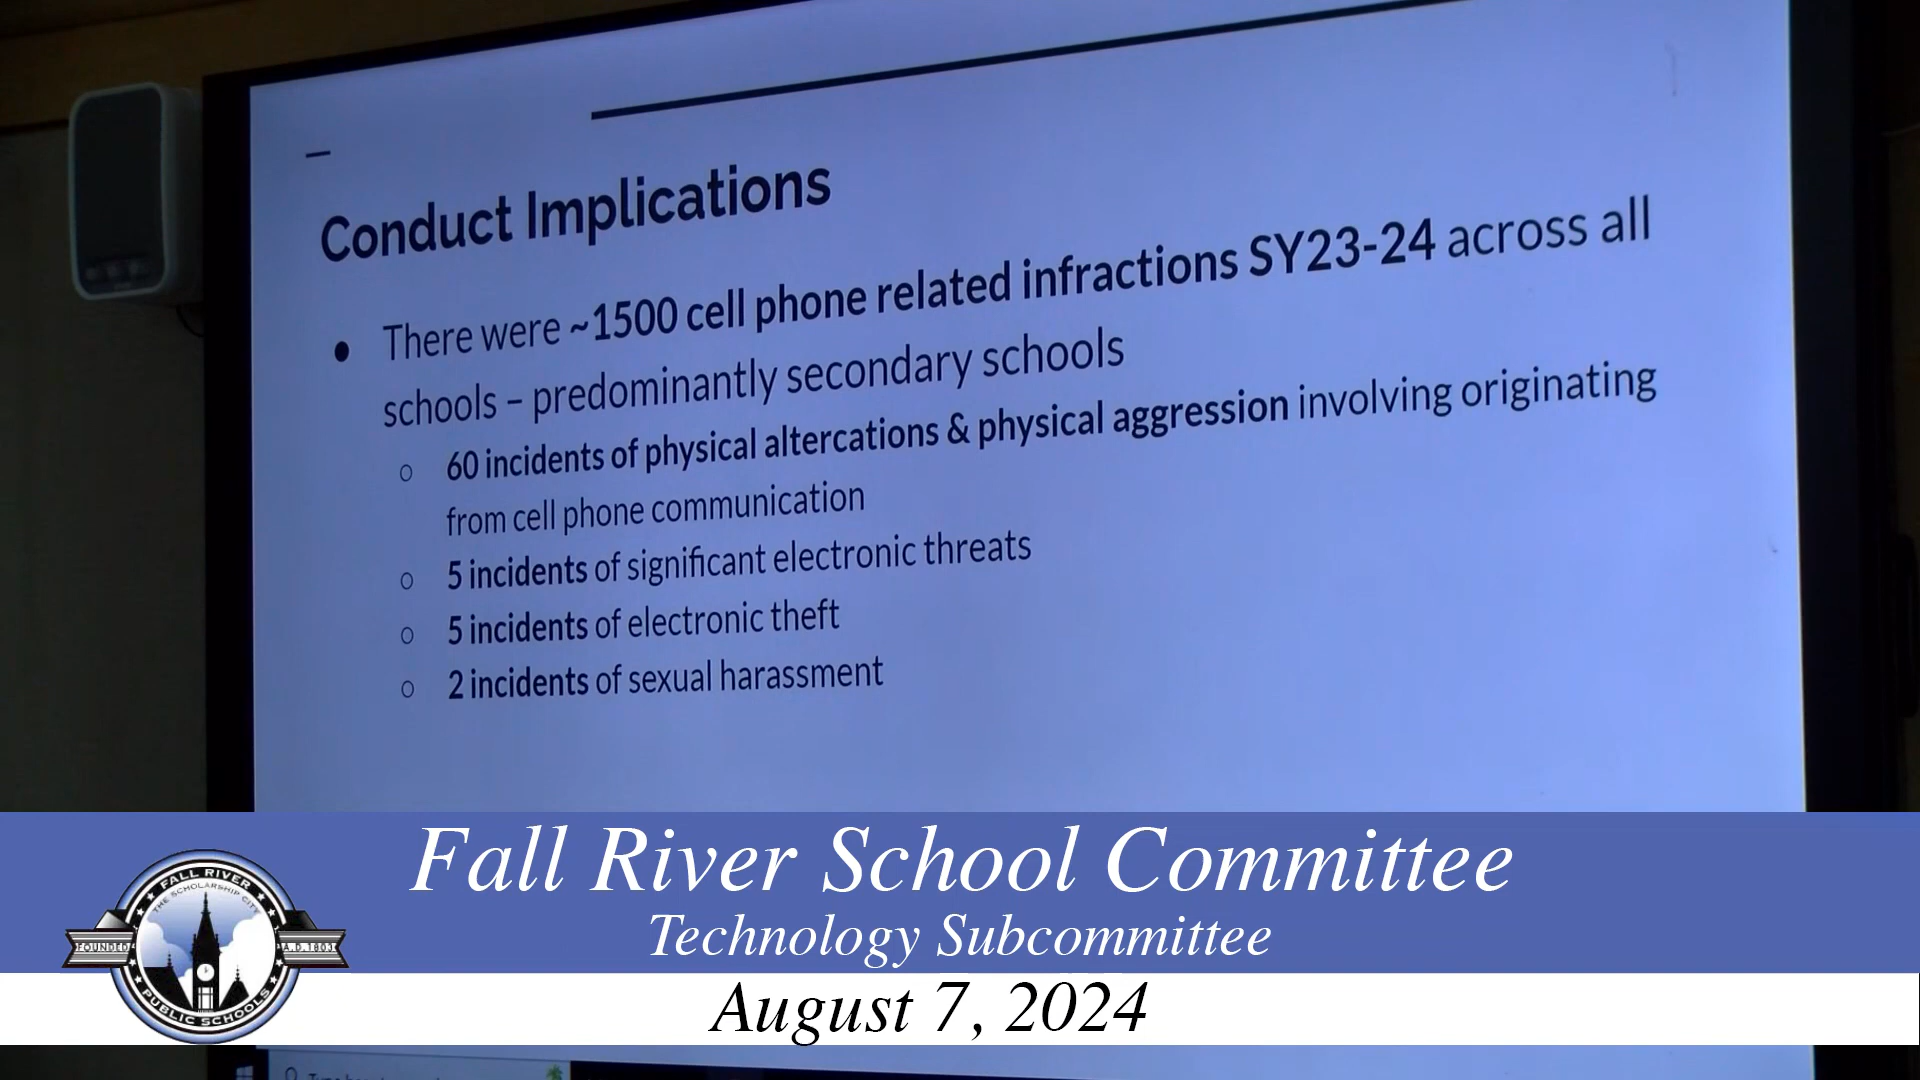 Conduct Implications
● There were ~1500 cell phone related infractions SY23-24 across all
schools – predominantly secondary schools
○ 60 incidents of physical altercations & physical aggression involving originating
from cell phone communication
○ 5 incidents of significant electronic threats
○ 5 incidents of electronic theft
○ 2 incidents of sexual harassment
Fall River School Committee
Technology Subcommittee
August 7, 2024
FALL RIVER
THE SCHOLARSHIP CITY
FOUNDED
A.D. 1803
PUBLIC SCHOOLS